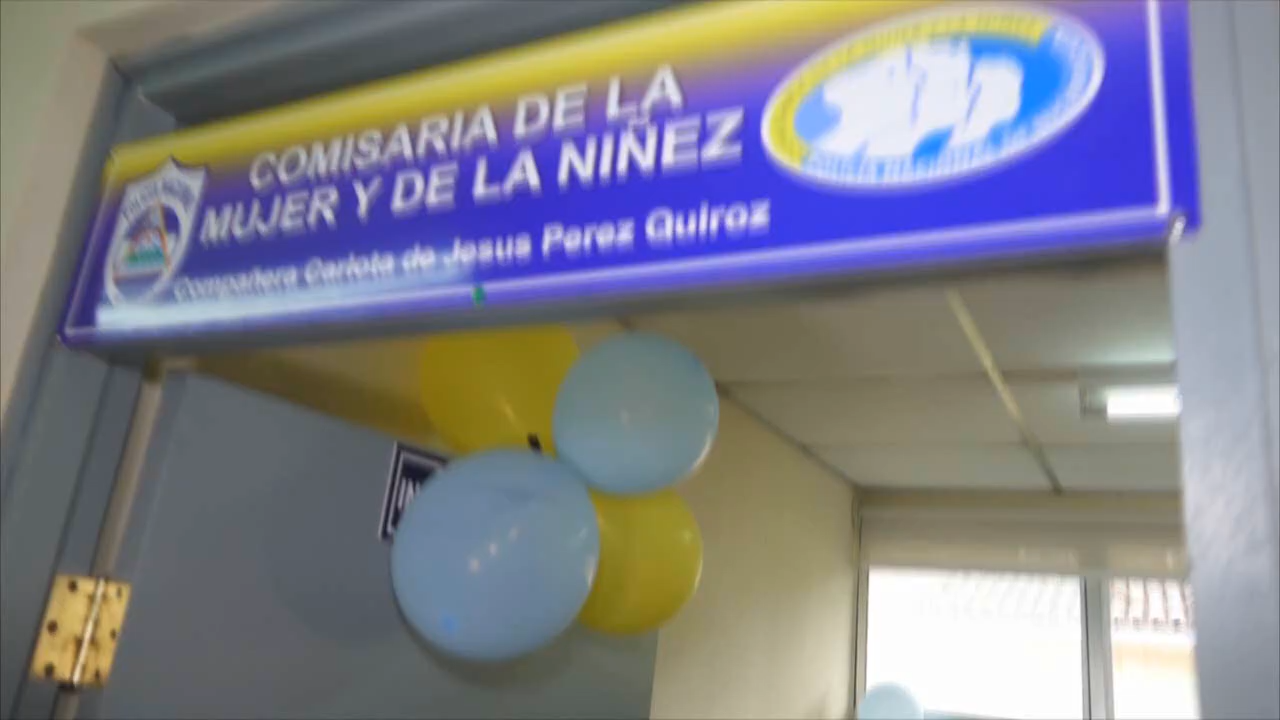 COMISARIA DE LA
MUJER Y DE LA NIÑEZ
Compañera Carlota de Jesus Perez Quiroz